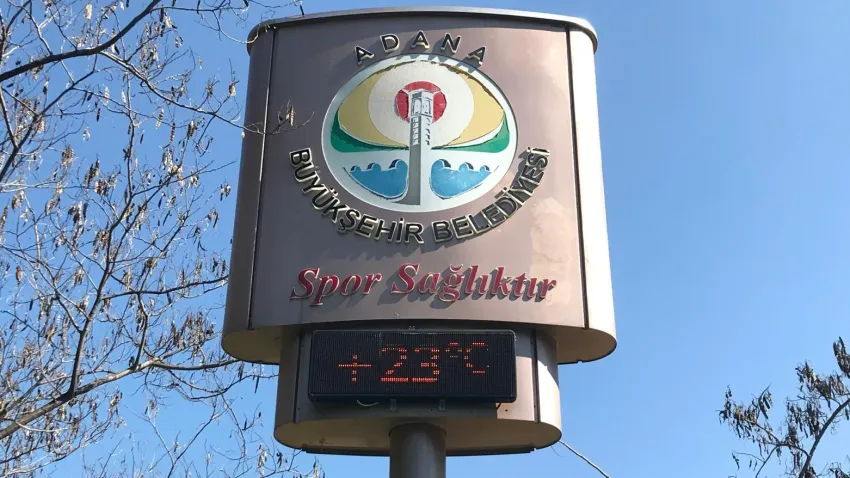 ADANA
BÜYÜKŞEHİR BELEDİYESİ
Spor Sağlıktır
+23°C